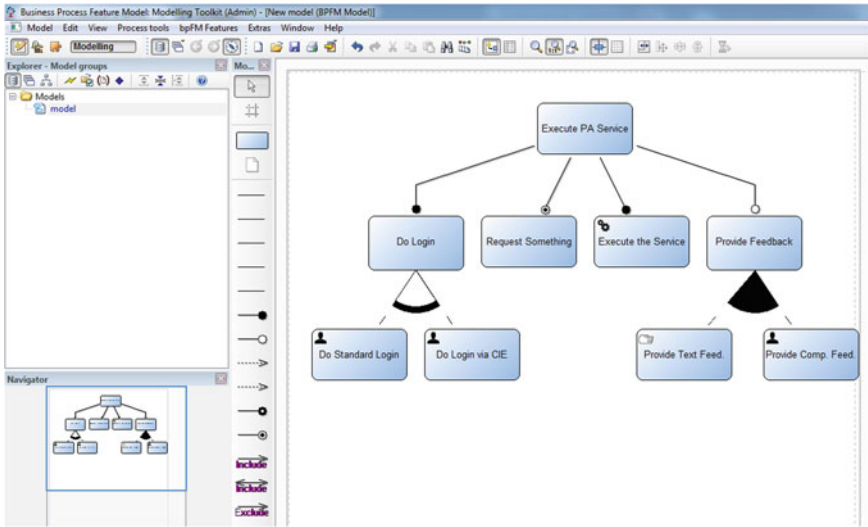 Business Process Feature Model: Modelling Toolkit (Admin) - [New model (BPFM Model)]
Model Edit View Process tools bpFM Features Extras Window Help
Modelling
Explorer - Model groups
Mo...
Models
model
Navigator
Include
Include
Exclude
Execute PA Service
Do Login
Request Something
Execute the Service
Provide Feedback
Do Standard Login
Do Login via CIE
Provide Text Feed.
Provide Comp. Feed.